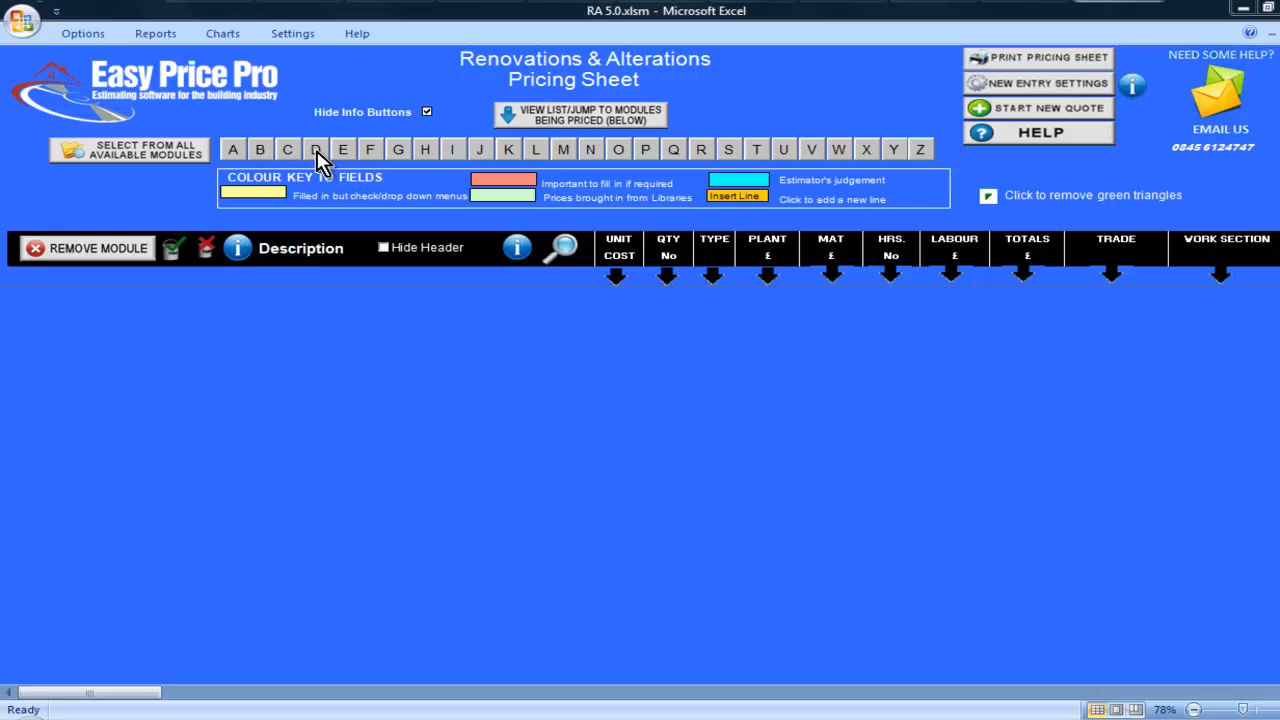 RA 5.0.xlsm - Microsoft Excel
Options Reports Charts Settings Help
Easy Price Pro
Estimating software for the building industry
Renovations & Alterations
Pricing Sheet
Hide Info Buttons
VIEW LIST/JUMP TO MODULES
BEING PRICED (BELOW)
PRINT PRICING SHEET
NEW ENTRY SETTINGS
START NEW QUOTE
HELP
NEED SOME HELP?
EMAIL US
0845 6124747
SELECT FROM ALL
AVAILABLE MODULES
A B C D E F G H I J K L M N O P Q R S T U V W X Y Z
COLOUR KEY TO FIELDS
Filled in but check/drop down menus
Important to fill in if required
Prices brought in from Libraries
Estimator's judgement
Insert Line
Click to add a new line
Click to remove green triangles
REMOVE MODULE
Description
Hide Header
UNIT COST
QTY No
TYPE
PLANT £
MAT £
HRS. No
LABOUR £
TOTALS £
TRADE
WORK SECTION
Ready
78%